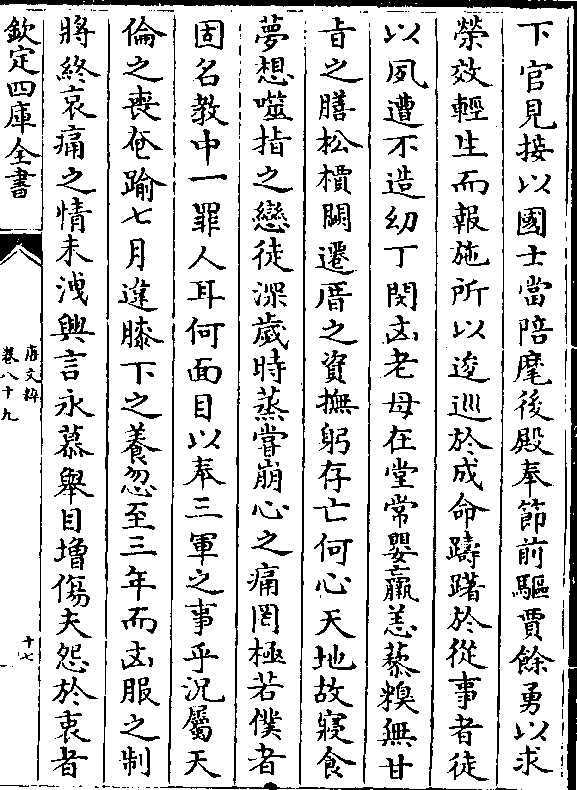 下官見接以國士當陪麾後殿奉節前驅賈餘勇以求
榮效輕生而報施所以逡巡於成命躊躇於從事者徒
以夙遭不造幼丁閔凶老母在堂常嬰羸恙藜糗無甘
旨之膳松檟闕遷厝之資撫躬存亡何心天地故寢食
夢想噬指之戀徒深歲時蒸嘗崩心之痛罔極若僕者
固名教中一罪人耳何面目以奉三軍之事乎況屬天
倫之喪奄踰七月違膝下之養忽至三年而凶服之制
將終哀痛之情未洩興言永慕舉目増傷夫怨於衷者
欽定四庫全書
唐文粹
卷八十九
十七